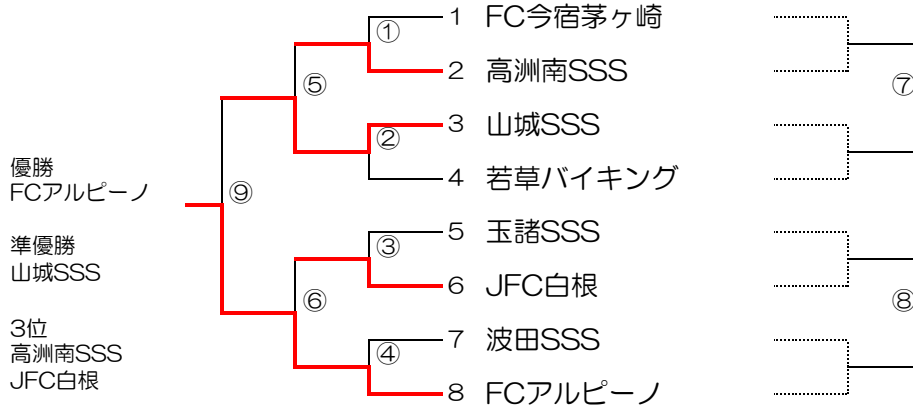 1 FC今宿茅ヶ崎
①
2 高洲南SSS
⑤
⑦
3 山城SSS
②
4 若草バイキング
優勝
FCアルピーノ
⑨
準優勝
山城SSS
5 玉諸SSS
③
6 JFC白根
⑥
⑧
3位
高洲南SSS
JFC白根
7 波田SSS
④
8 FCアルピーノ